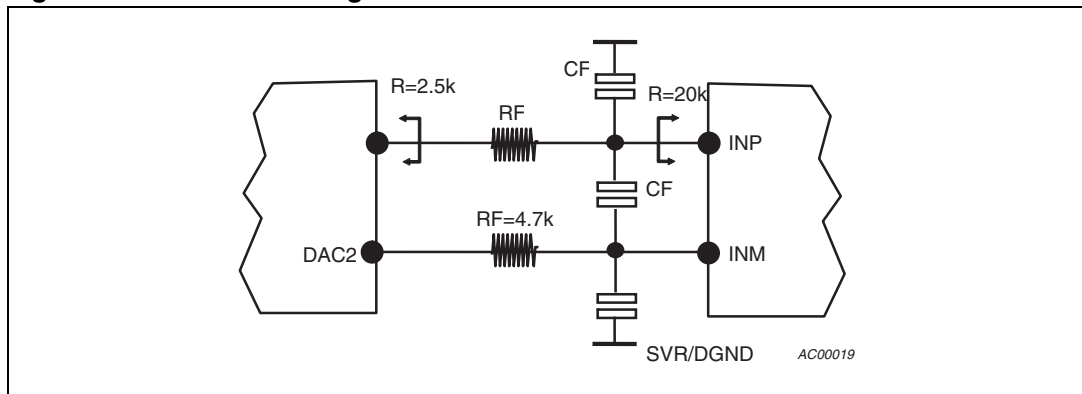 CF
R=2.5k
R=20k
RF
INP
CF
RF=4.7k
DAC2
INM
SVR/DGND
AC00019